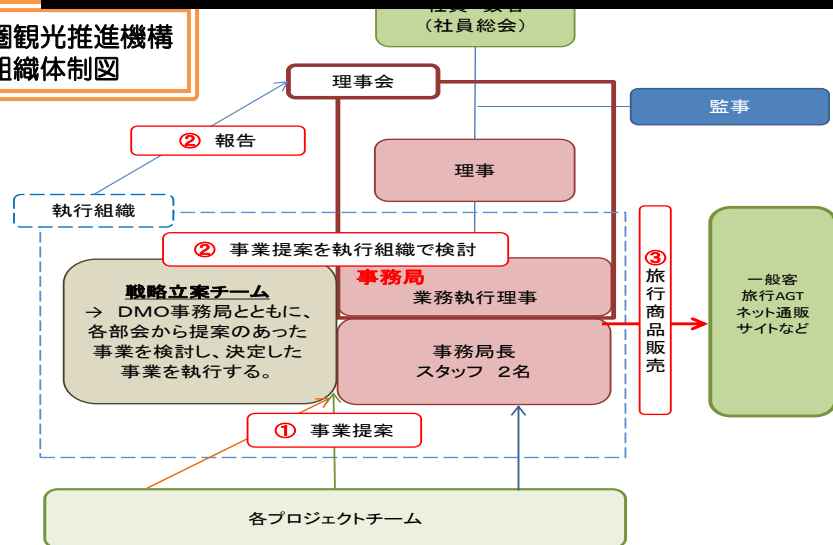 圏観光推進機構
組織体制図
（社員総会）
理事会
監事
② 報告
理事
執行組織
② 事業提案を執行組織で検討
事務局
業務執行理事
戦略立案チーム
→ DMO事務局とともに、
各部会から提案のあった
事業を検討し、決定した
事業を執行する。
事務局長
スタッフ 2名
③
旅行商品販売
一般客
旅行AGT
ネット通販
サイトなど
① 事業提案
各プロジェクトチーム